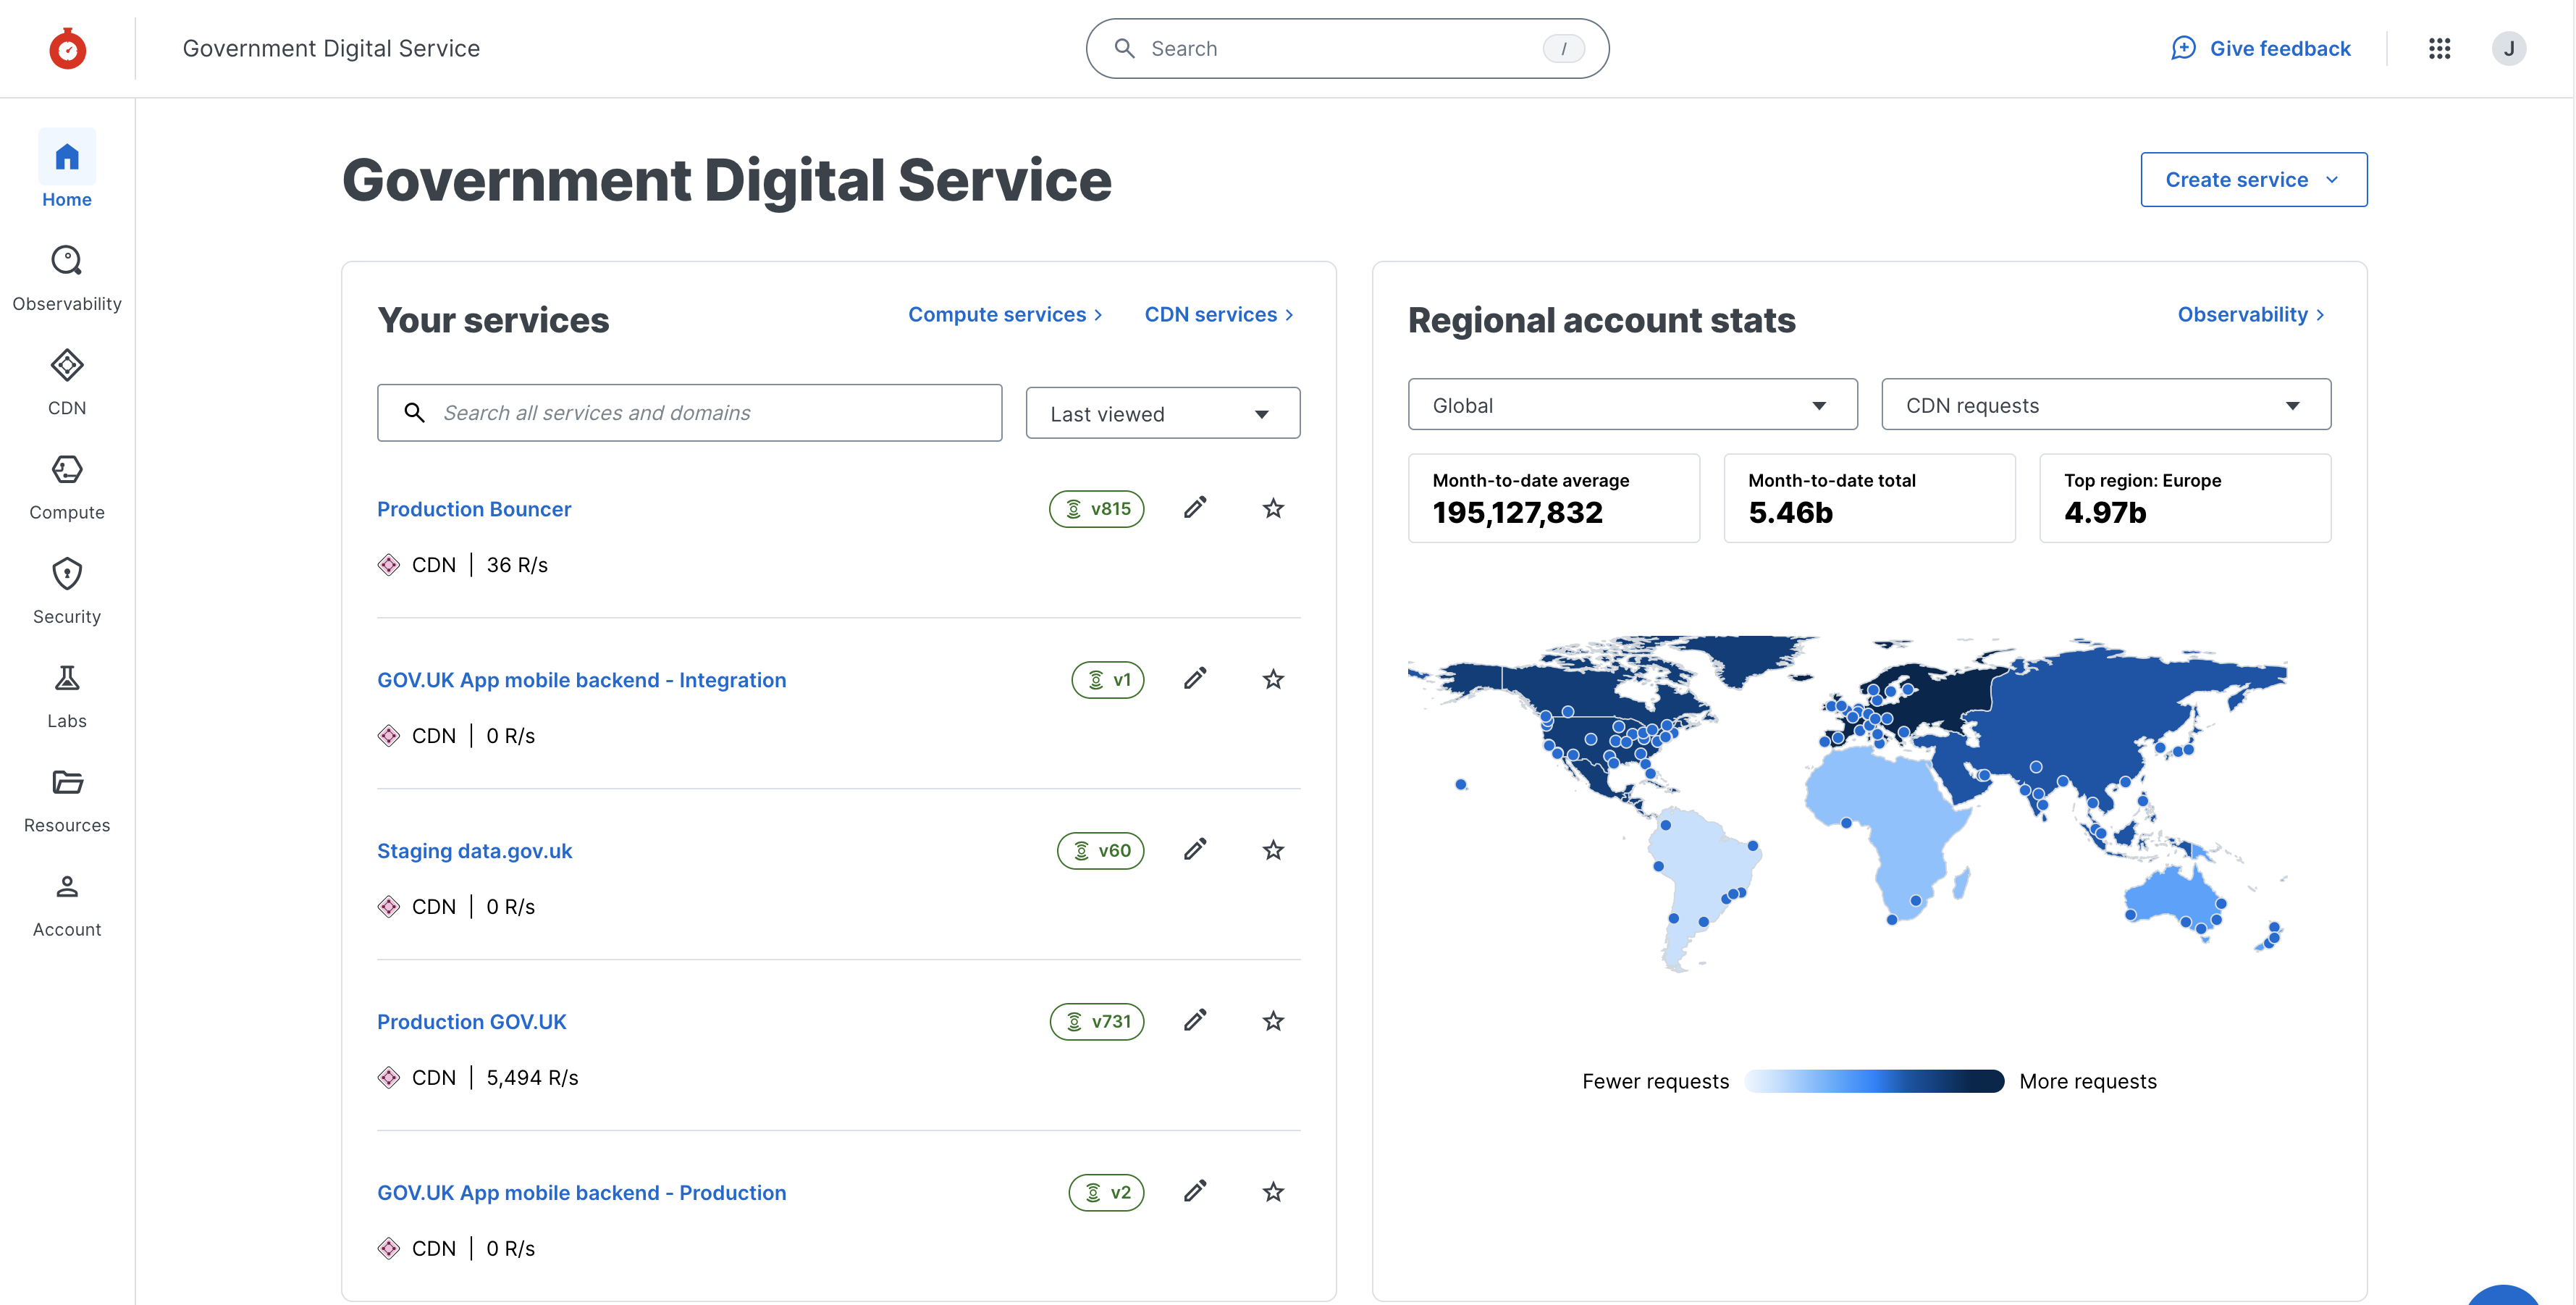 Government Digital Service
Search
/
Give feedback
J
Home
Observability
CDN
Compute
Security
Labs
Resources
Account
Government Digital Service
Create service
Your services
Compute services
CDN services
Search all services and domains
Last viewed
Production Bouncer
v815
CDN | 36 R/s
GOV.UK App mobile backend - Integration
v1
CDN | 0 R/s
Staging data.gov.uk
v60
CDN | 0 R/s
Production GOV.UK
v731
CDN | 5,494 R/s
GOV.UK App mobile backend - Production
v2
CDN | 0 R/s
Regional account stats
Observability
Global
CDN requests
Month-to-date average
195,127,832
Month-to-date total
5.46b
Top region: Europe
4.97b
Fewer requests
More requests